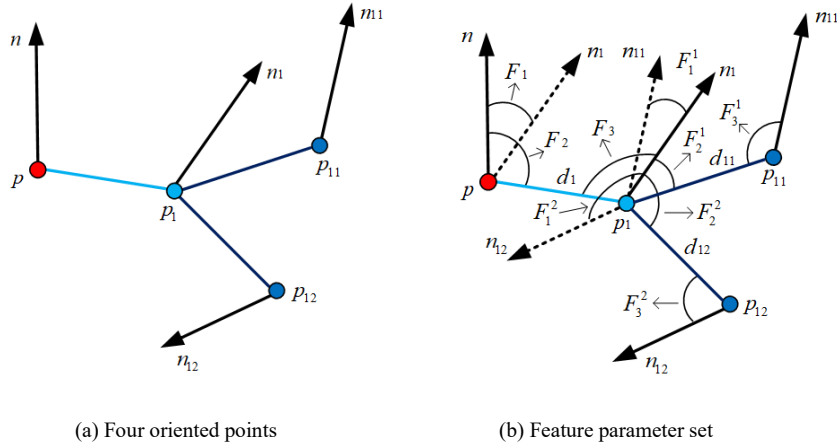 n
n₁
n₁₁
p
p₁
p₁₁
p₁₂
n₁₂
(a) Four oriented points
n
F₁
n₁
n₁₁
F₁¹
n₁
n₁₁
F₂
F₃
F₂¹
F₃¹
p
d₁
d₁₁
p₁₁
F₁²
p₁
F₂²
n₁₂
d₁₂
F₃²
p₁₂
n₁₂
(b) Feature parameter set